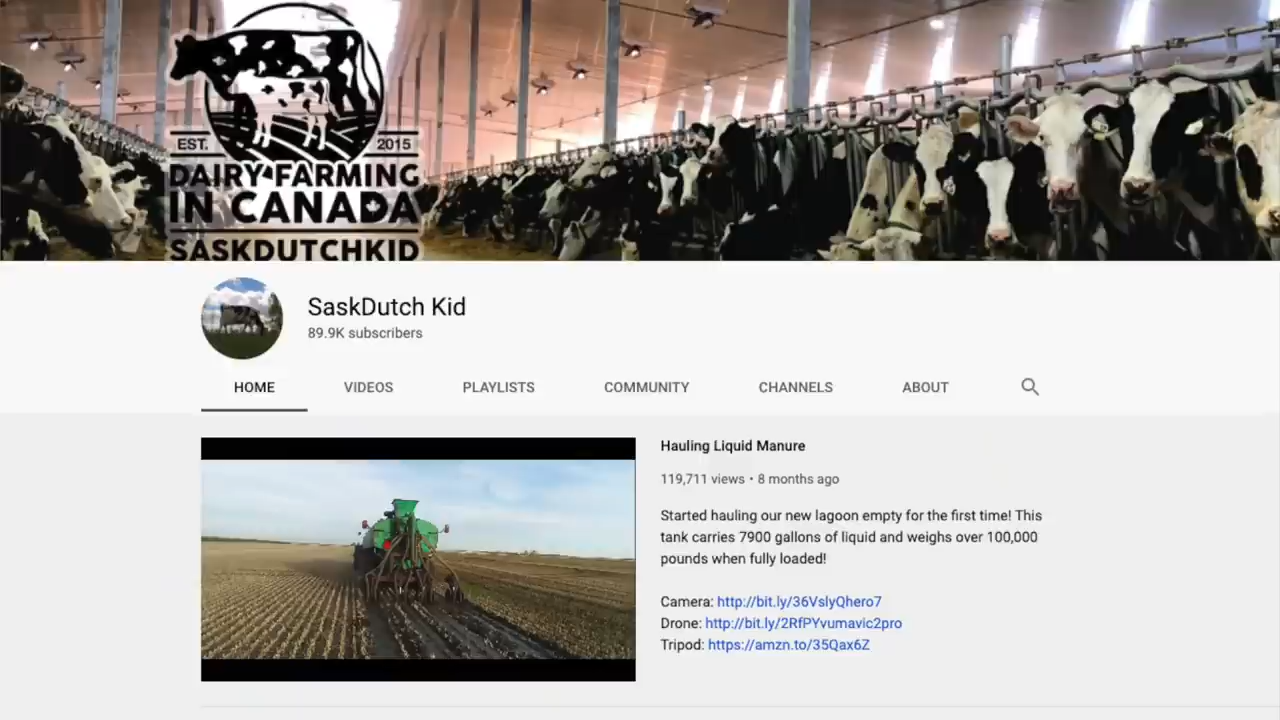 EST. 2015
DAIRY FARMING
IN CANADA
SASKDUTCHKID
SaskDutch Kid
89.9K subscribers
HOME VIDEOS PLAYLISTS COMMUNITY CHANNELS ABOUT
Hauling Liquid Manure
119,711 views • 8 months ago
Started hauling our new lagoon empty for the first time! This
tank carries 7900 gallons of liquid and weighs over 100,000
pounds when fully loaded!
Camera: http://bit.ly/36VslyQhero7
Drone: http://bit.ly/2RfPYvumavic2pro
Tripod: https://amzn.to/35Qax6Z